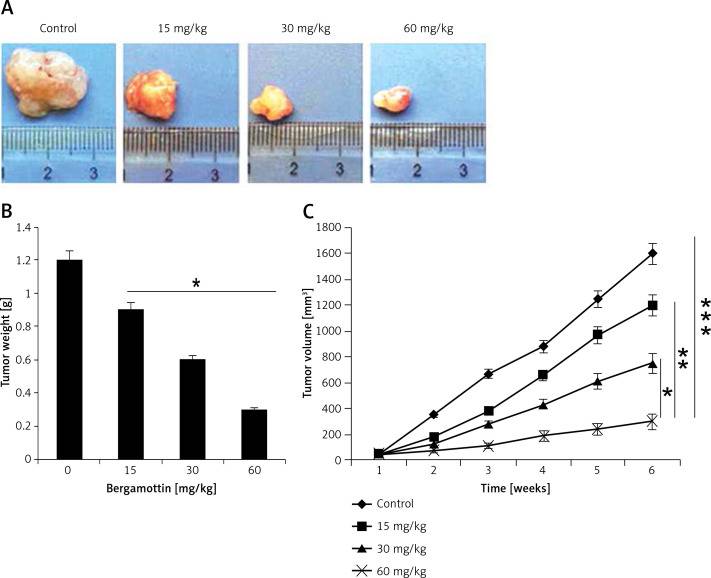 A
Control 15 mg/kg 30 mg/kg 60 mg/kg
2 3 2 3 2 3 2 3
B
1.4
1.2
1
0.8
0.6
0.4
0.2
0
Tumor weight [g]
*
0 15 30 60
Bergamottin [mg/kg]
C
1800
1600
1400
1200
1000
800
600
400
200
0
Tumor volume [mm³]
*
**
***
1 2 3 4 5 6
Time [weeks]
Control
15 mg/kg
30 mg/kg
60 mg/kg